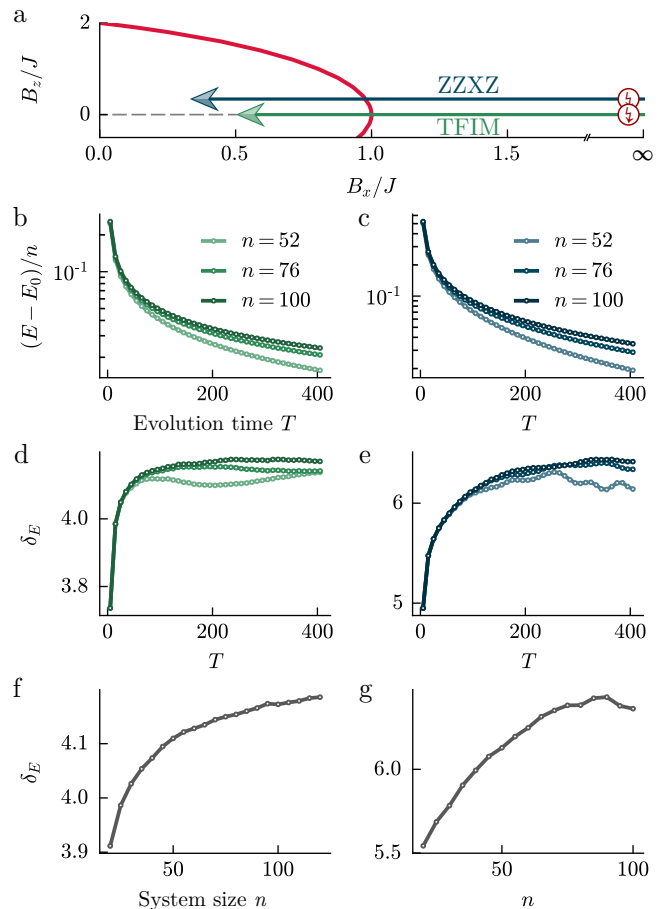 a
2
0
B_z/J
ZZXZ
TFIM
0.0
0.5
1.0
1.5
∞
B_x/J
b
(E − E_0)/n
10^{-1}
n = 52
n = 76
n = 100
0
200
400
Evolution time T
c
10^{-1}
n = 52
n = 76
n = 100
0
200
400
T
d
δ_E
4.0
3.8
0
200
400
T
e
6
5
0
200
400
T
f
δ_E
4.1
4.0
3.9
50
100
System size n
g
6.0
5.5
50
100
n